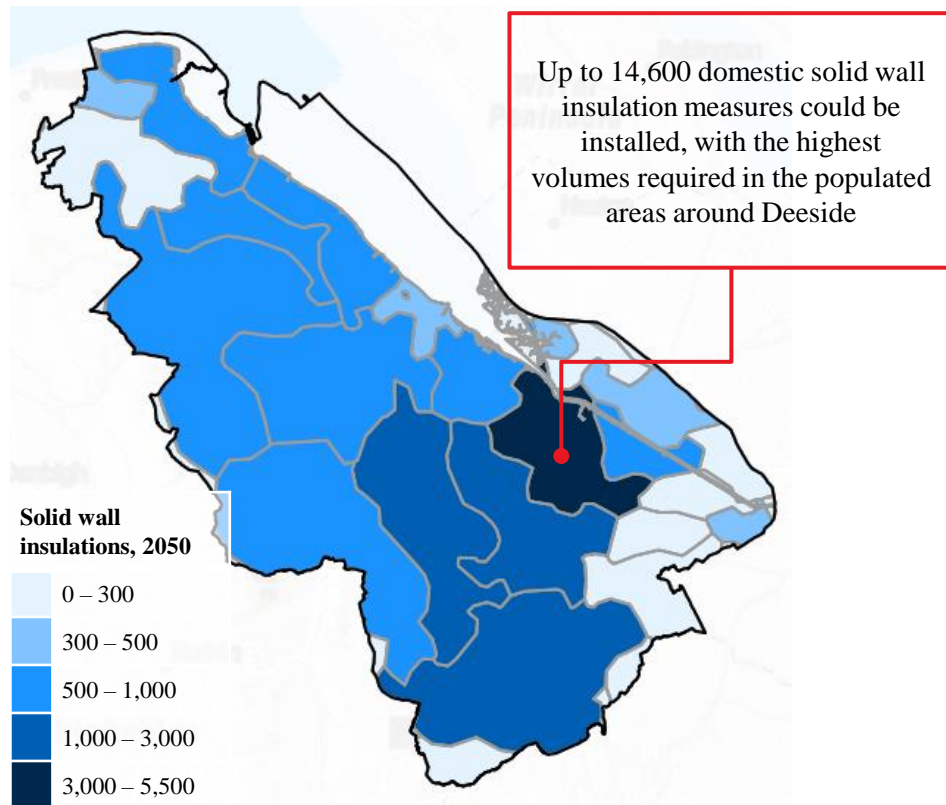 Up to 14,600 domestic solid wall
insulation measures could be
installed, with the highest
volumes required in the populated
areas around Deeside
Solid wall
insulations, 2050
0 – 300
300 – 500
500 – 1,000
1,000 – 3,000
3,000 – 5,500